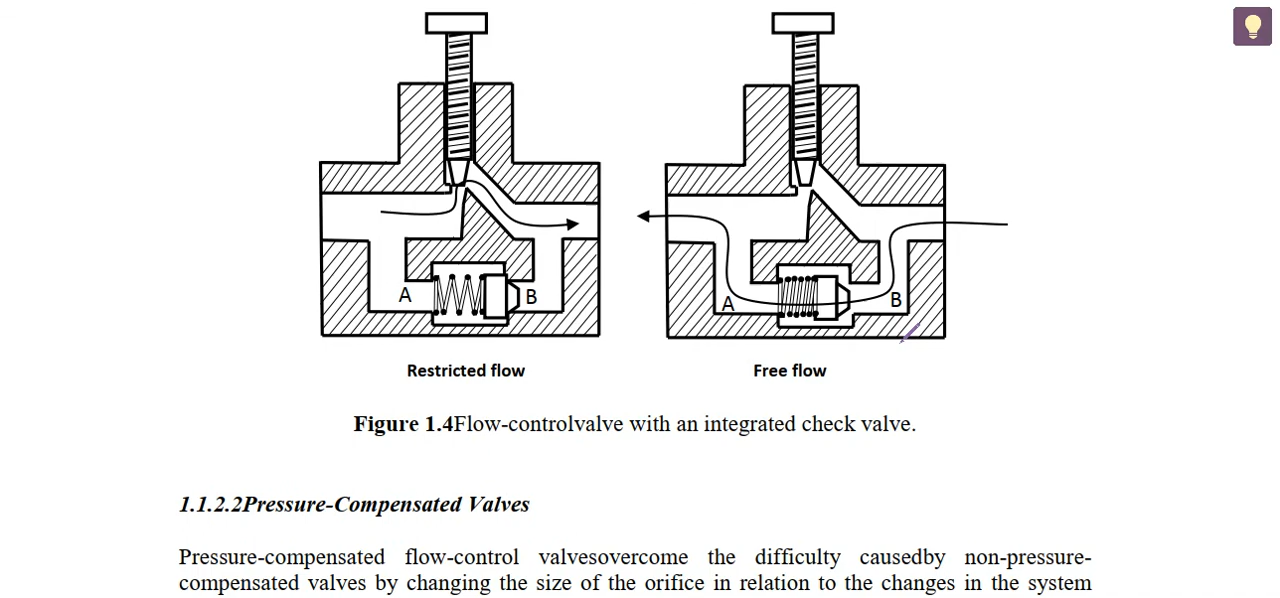 A
B
A
B
Restricted flow
Free flow
Figure 1.4Flow-controlvalve with an integrated check valve.
1.1.2.2Pressure-Compensated Valves
Pressure-compensated flow-control valvesovercome the difficulty causedby non-pressure-
compensated valves by changing the size of the orifice in relation to the changes in the system